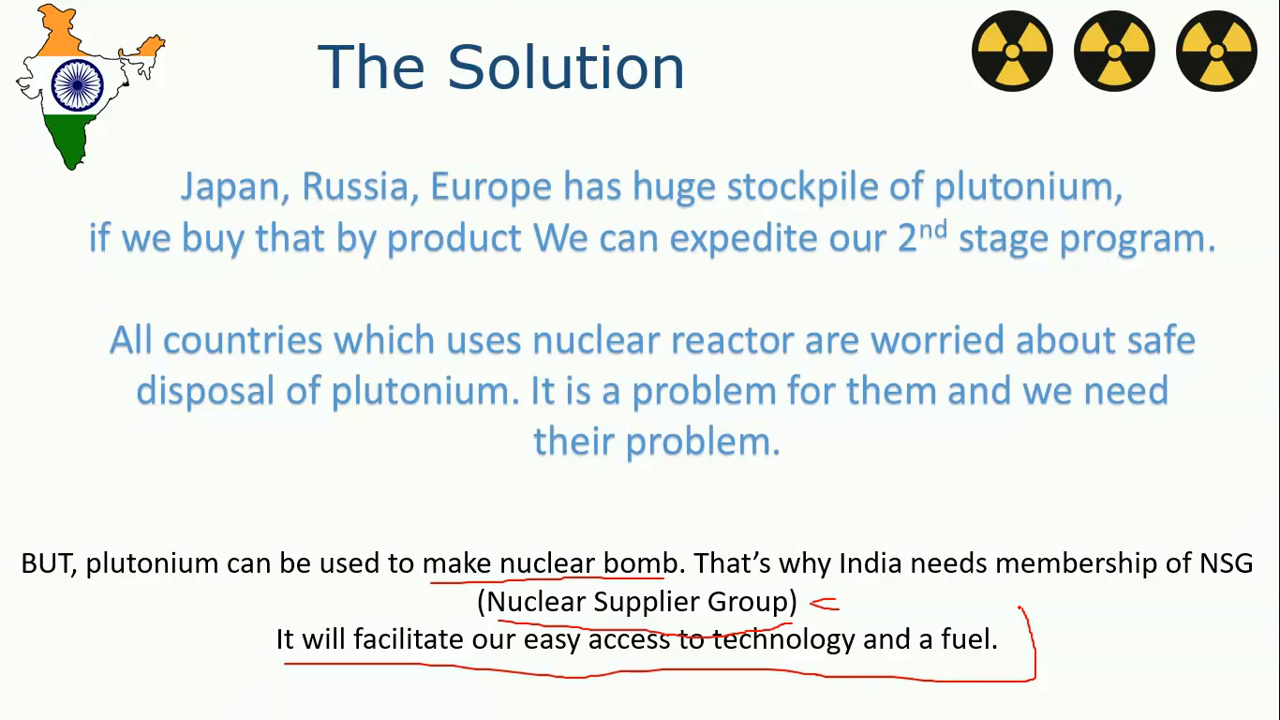 The Solution
Japan, Russia, Europe has huge stockpile of plutonium,
if we buy that by product We can expedite our 2nd stage program.
All countries which uses nuclear reactor are worried about safe
disposal of plutonium. It is a problem for them and we need
their problem.
BUT, plutonium can be used to make nuclear bomb. That’s why India needs membership of NSG
(Nuclear Supplier Group)
It will facilitate our easy access to technology and a fuel.